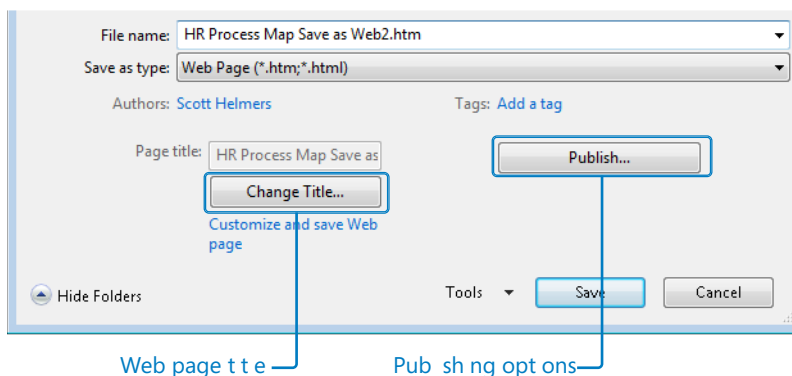 File name: HR Process Map Save as Web2.htm
Save as type: Web Page (*.htm;*.html)
Authors: Scott Helmers Tags: Add a tag
Page title: HR Process Map Save as Publish...
Change Title...
Customize and save Web
page
Hide Folders Tools Save Cancel
Web page t t e Pub sh ng opt ons